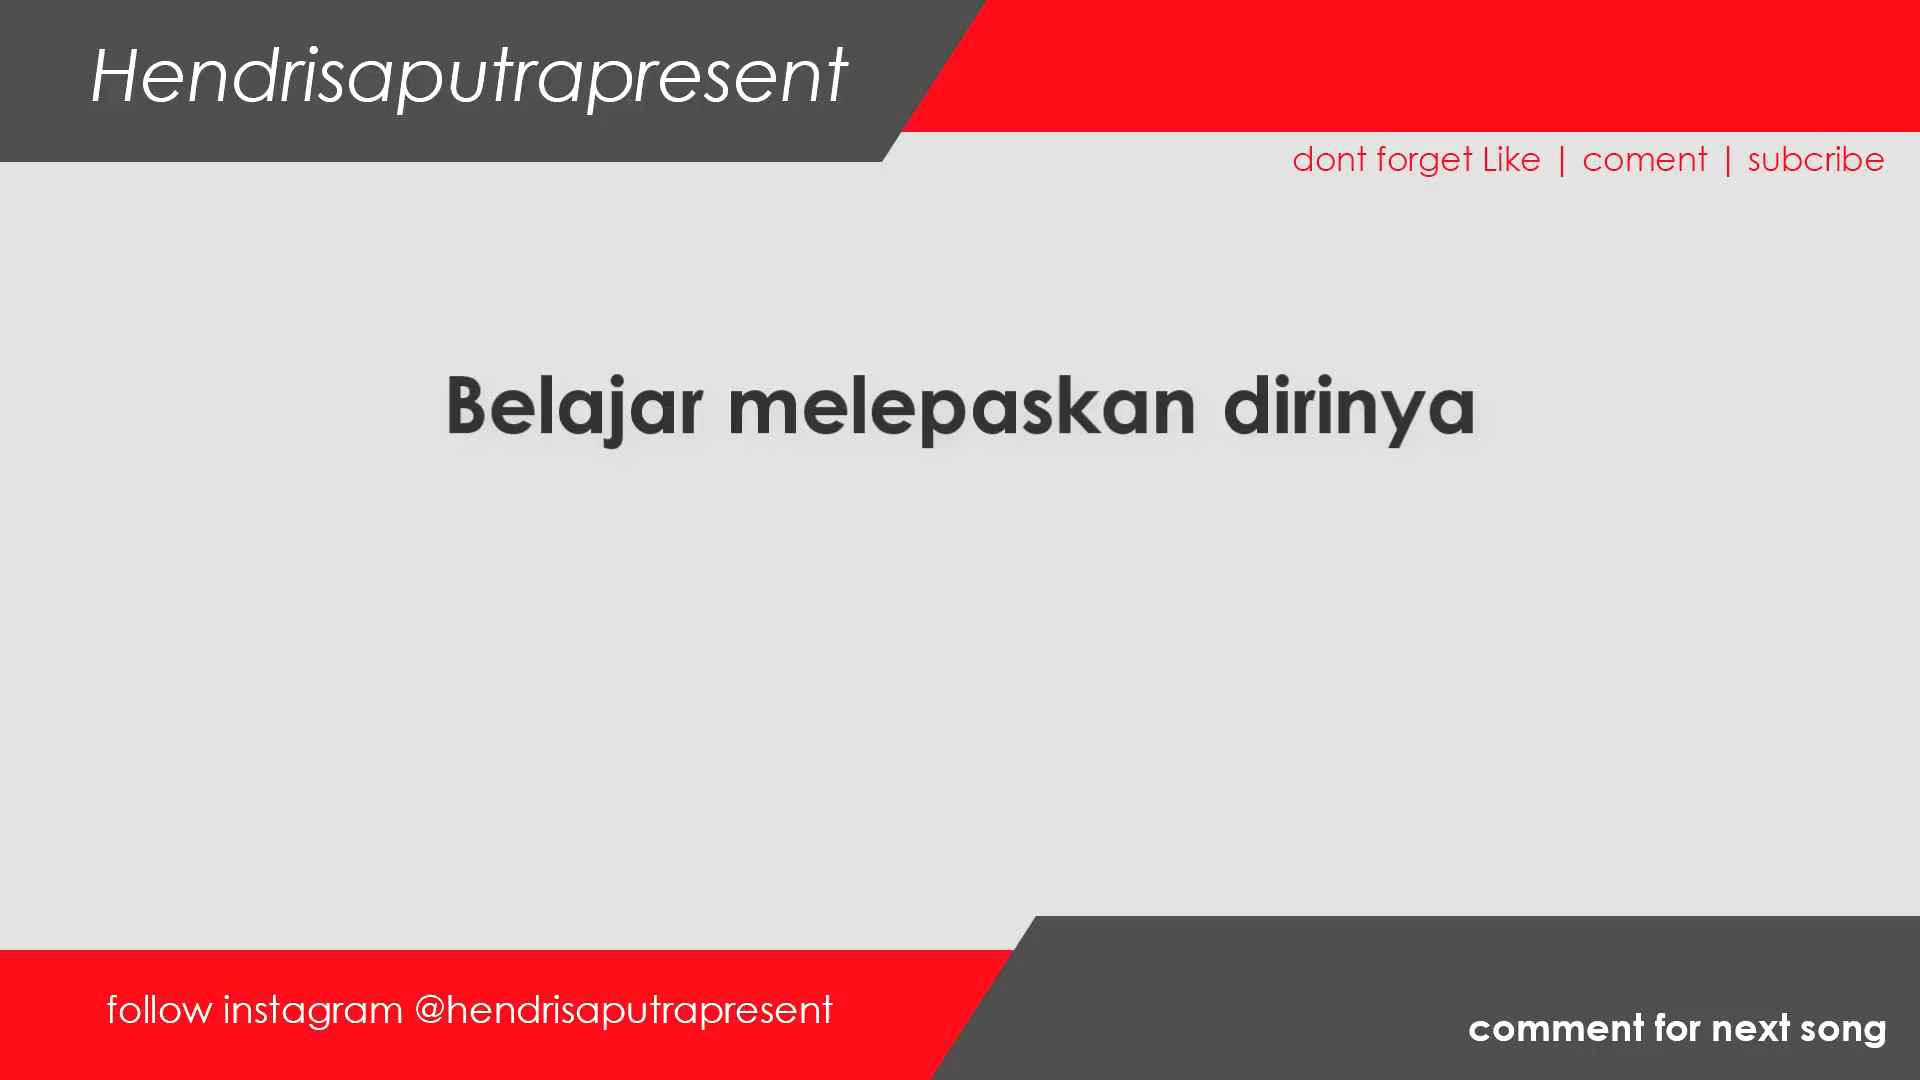 Hendrisaputrapresent
dont forget Like | coment | subcribe
Belajar melepaskan dirinya
follow instagram @hendrisaputrapresent
comment for next song